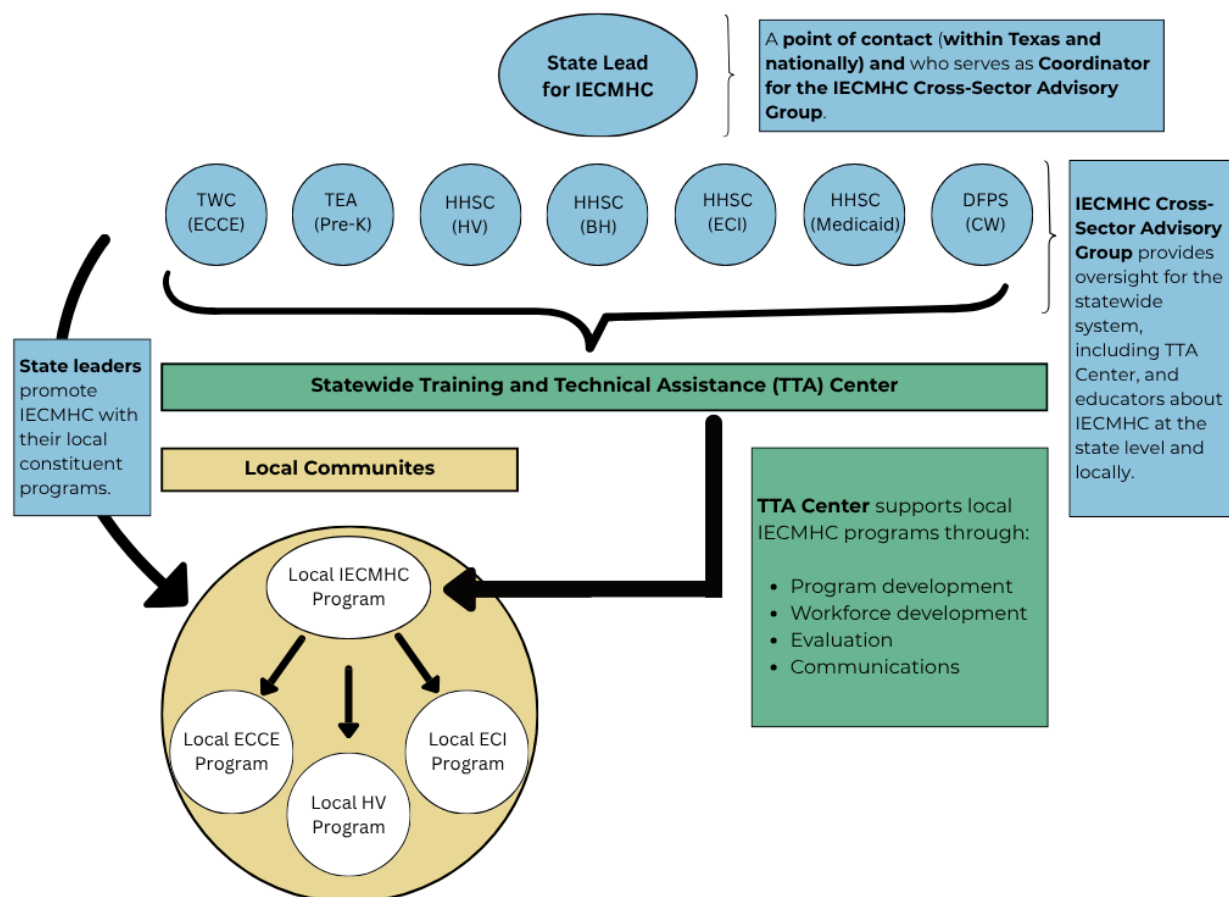 State Lead
for IECMHC
A point of contact (within Texas and
nationally) and who serves as Coordinator
for the IECMHC Cross-Sector Advisory
Group.
TWC
(ECCE)
TEA
(Pre-K)
HHSC
(HV)
HHSC
(BH)
HHSC
(ECI)
HHSC
(Medicaid)
DFPS
(CW)
IECMHC Cross-
Sector Advisory
Group provides
oversight for the
statewide
system,
including TTA
Center, and
educators about
IECMHC at the
state level and
locally.
State leaders
promote
IECMHC with
their local
constituent
programs.
Statewide Training and Technical Assistance (TTA) Center
Local Communites
TTA Center supports local
IECMHC programs through:
• Program development
• Workforce development
• Evaluation
• Communications
Local IECMHC
Program
Local ECCE
Program
Local HV
Program
Local ECI
Program